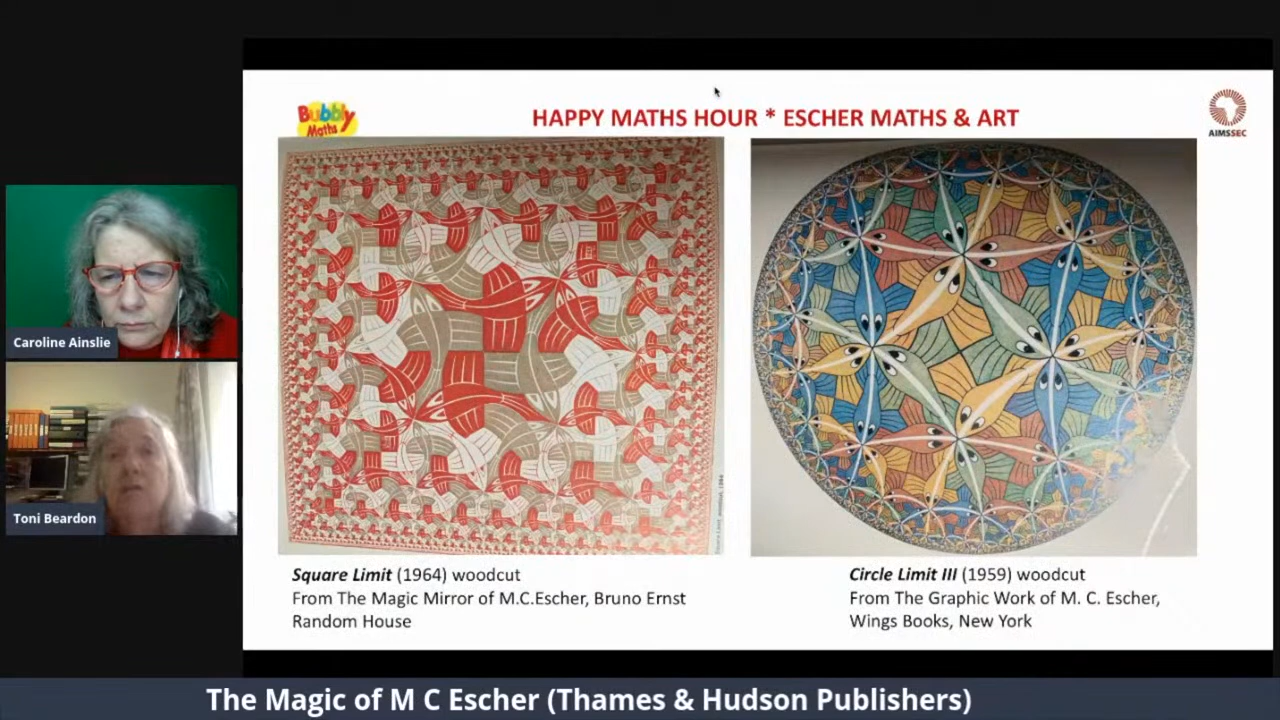 Bubbly
Maths
HAPPY MATHS HOUR * ESCHER MATHS & ART
AIMSSEC
Caroline Ainslie
Toni Beardon
Square Limit (1964) woodcut
From The Magic Mirror of M.C.Escher, Bruno Ernst
Random House
Circle Limit III (1959) woodcut
From The Graphic Work of M. C. Escher,
Wings Books, New York
The Magic of M C Escher (Thames & Hudson Publishers)